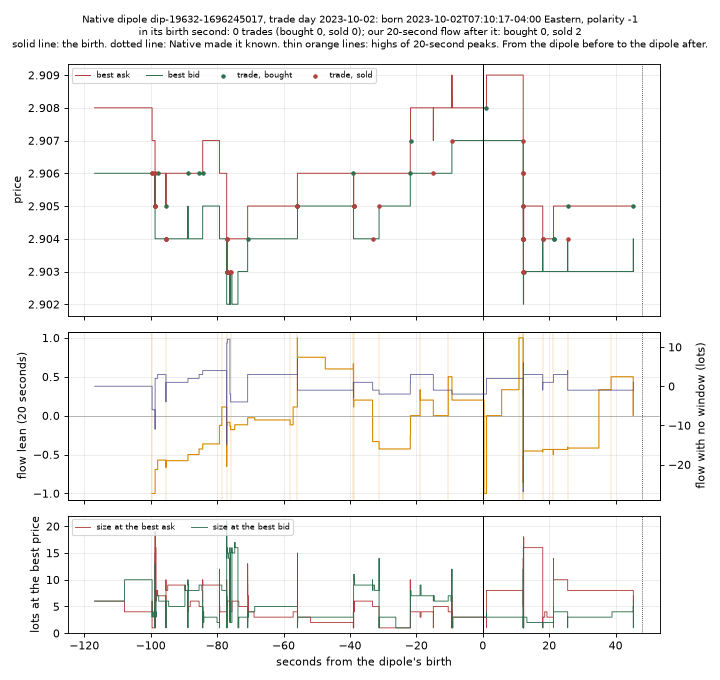 Native dipole dip-19632-1696245017, trade day 2023-10-02: born 2023-10-02T07:10:17-04:00 Eastern, polarity -1
in its birth second: 0 trades (bought 0, sold 0); our 20-second flow after it: bought 0, sold 2
solid line: the birth. dotted line: Native made it known. thin orange lines: highs of 20-second peaks. From the dipole before to the dipole after.
best ask
best bid
trade, bought
trade, sold
2.909
2.908
2.907
2.906
2.905
2.904
2.903
2.902
price
1.0
0.5
0.0
−0.5
−1.0
flow lean (20 seconds)
10
0
−10
−20
flow with no window (lots)
size at the best ask
size at the best bid
20
15
10
5
0
lots at the best price
−120
−100
−80
−60
−40
−20
0
20
40
seconds from the dipole's birth